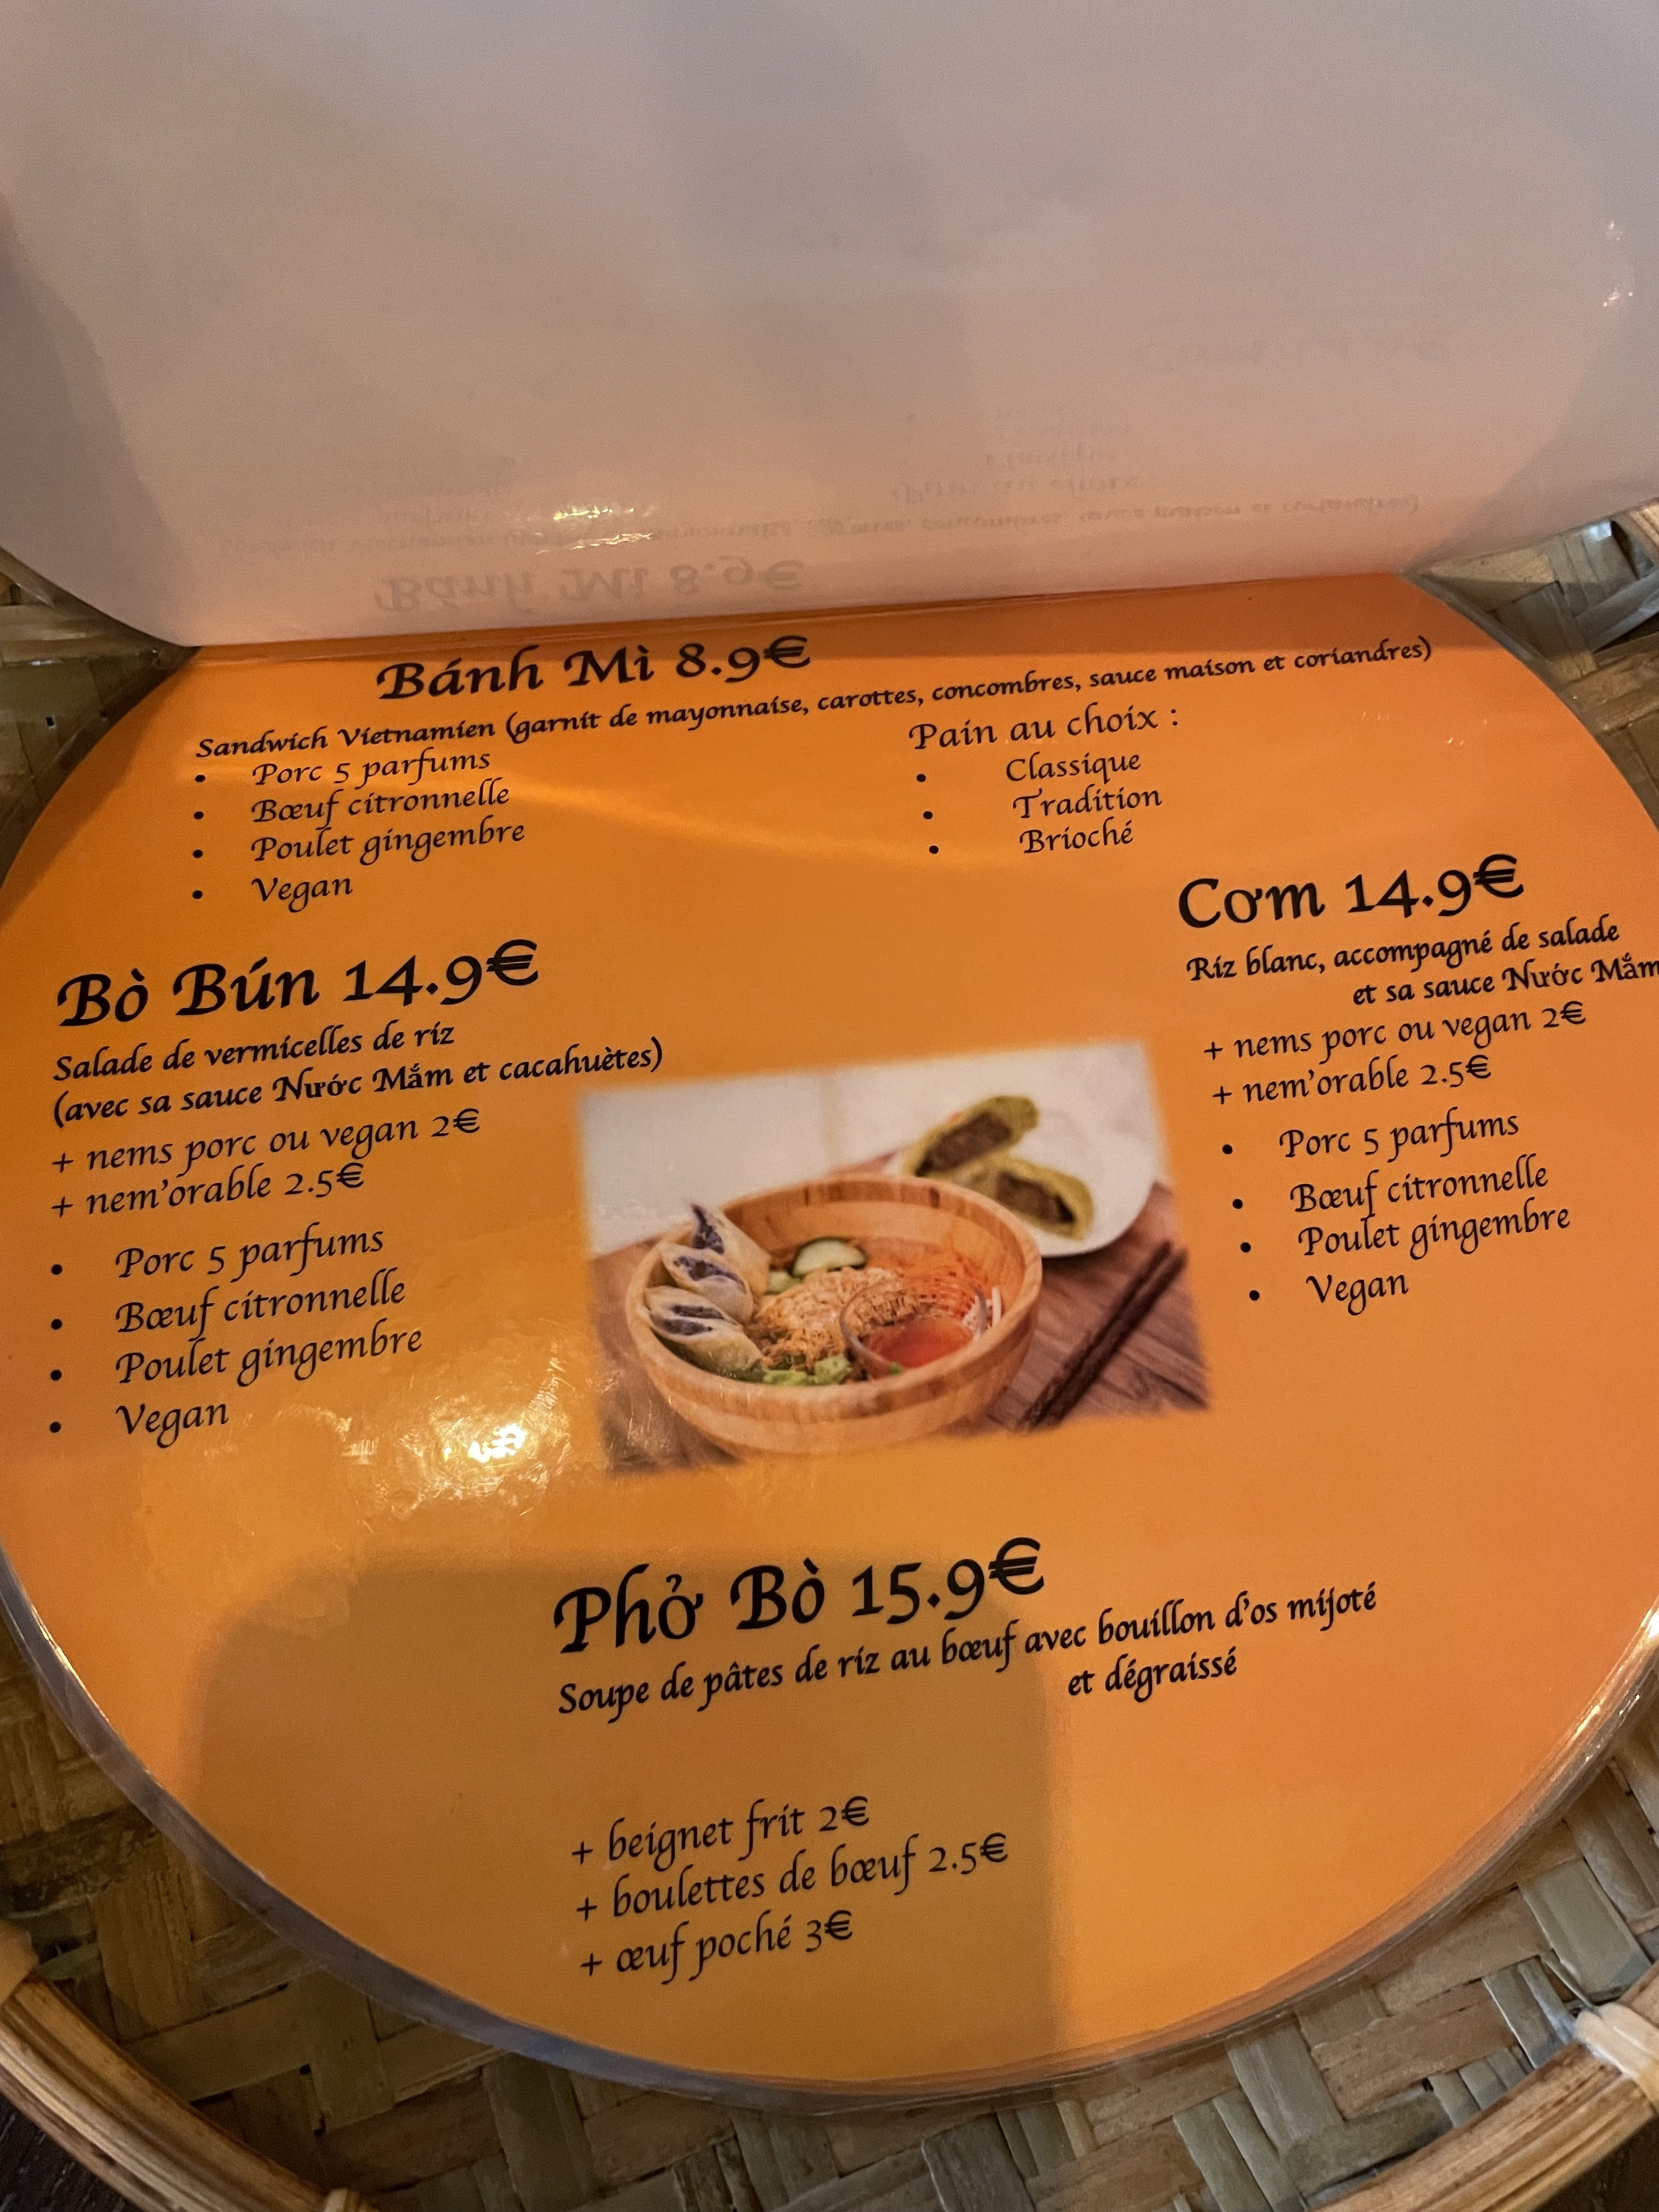 Bánh Mì 8.9€
Sandwich Vietnamien (garnit de mayonnaise, carottes, concombres, sauce maison et coriandres)
• Porc 5 parfums
• Bœuf citronnelle
• Poulet gingembre
• Vegan
Pain au choix :
• Classique
• Tradition
• Brioché
Bò Bún 14.9€
Salade de vermicelles de riz
(avec sa sauce Nước Mắm et cacahuètes)
+ nems porc ou vegan 2€
+ nem'orable 2.5€
• Porc 5 parfums
• Bœuf citronnelle
• Poulet gingembre
• Vegan
Cơm 14.9€
Riz blanc, accompagné de salade
et sa sauce Nước Mắm
+ nems porc ou vegan 2€
+ nem'orable 2.5€
• Porc 5 parfums
• Bœuf citronnelle
• Poulet gingembre
• Vegan
Phở Bò 15.9€
Soupe de pâtes de riz au bœuf avec bouillon d'os mijoté
et dégraissé
+ beignet frit 2€
+ boulettes de bœuf 2.5€
+ œuf poché 3€